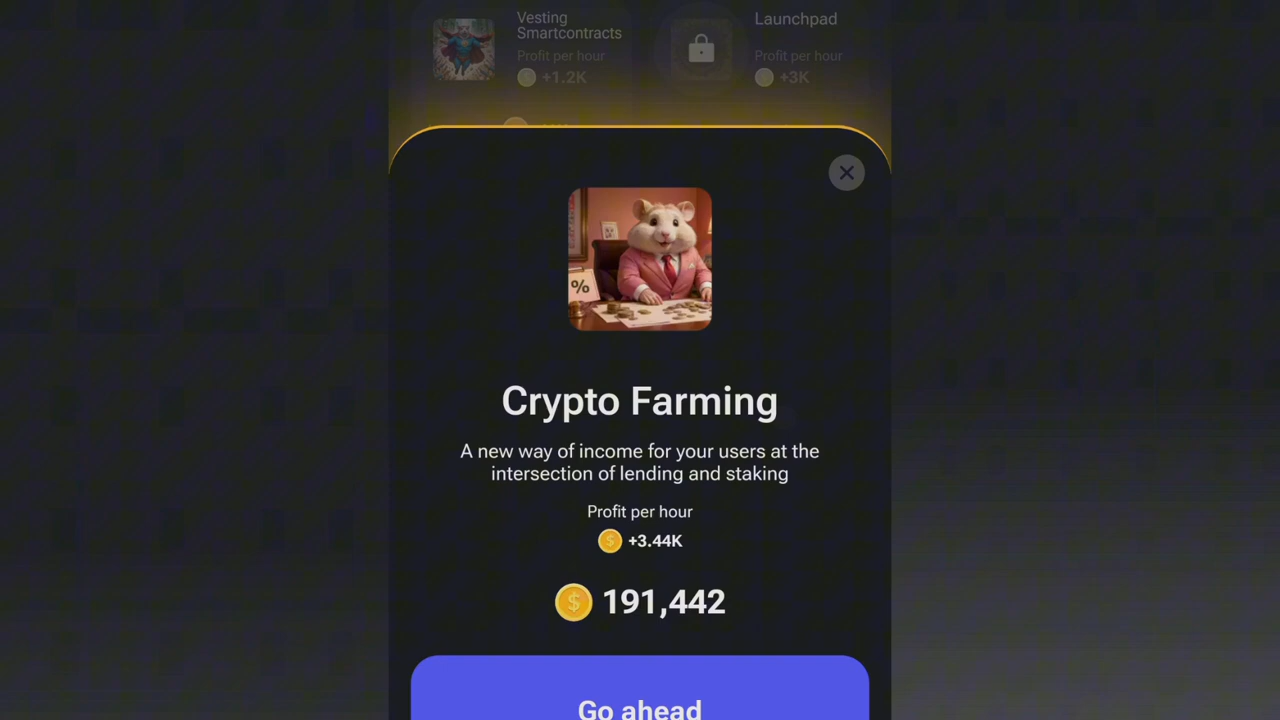 Vesting
Smartcontracts
Profit per hour
+1.2K
Launchpad
Profit per hour
+3K
%
Crypto Farming
A new way of income for your users at the
intersection of lending and staking
Profit per hour
+3.44K
191,442
Go ahead